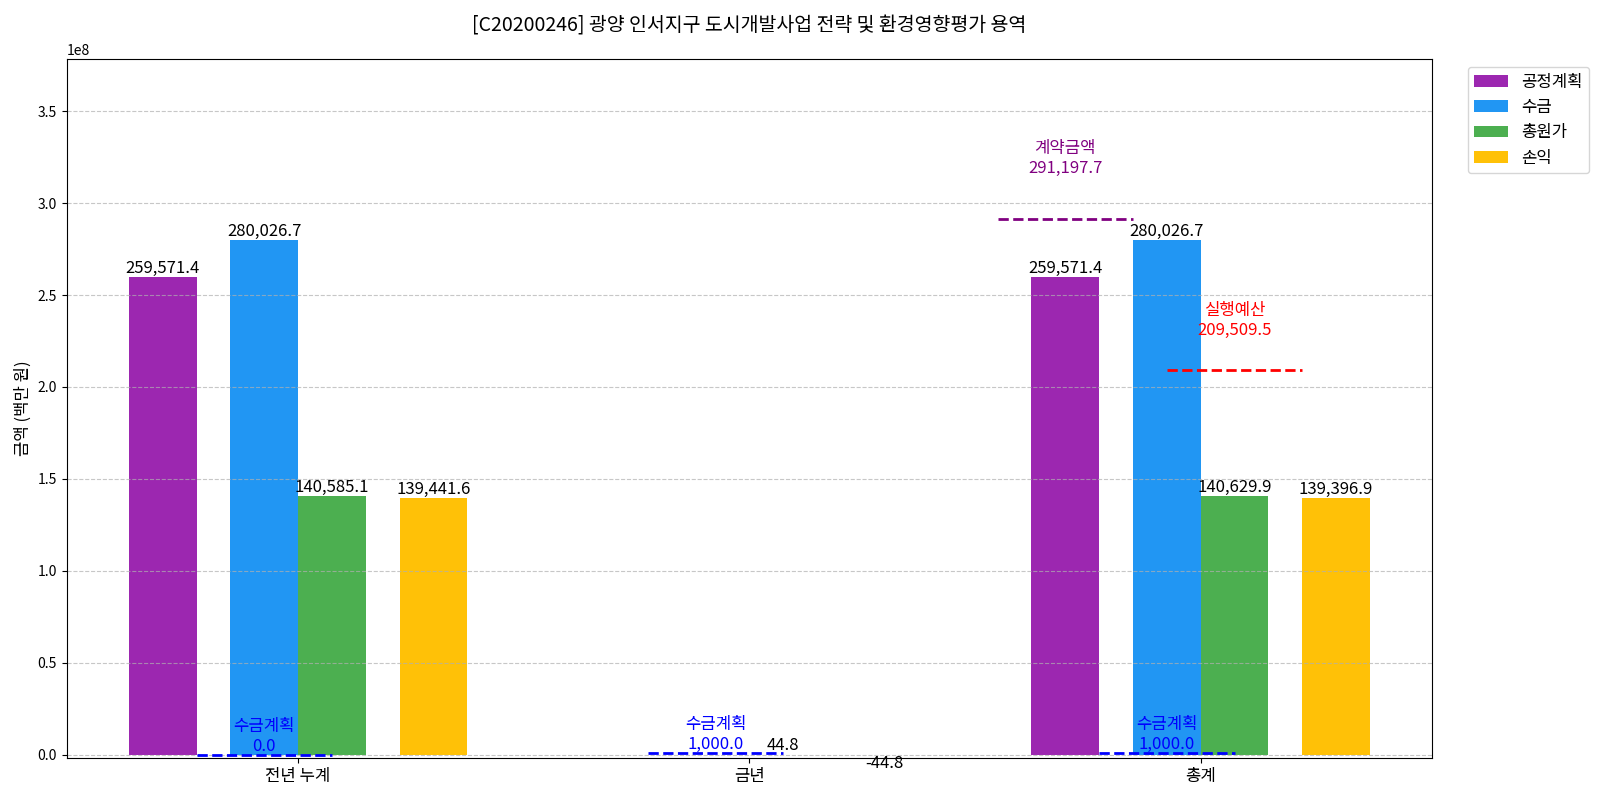 [C20200246] 광양 인서지구 도시개발사업 전략 및 환경영향평가 용역
1e8
공정계획
수금
총원가
손익
3.5
3.0
2.5
2.0
1.5
1.0
0.5
0.0
금액 (백만 원)
계약금액
291,197.7
280,026.7
280,026.7
259,571.4
259,571.4
실행예산
209,509.5
140,585.1
139,441.6
140,629.9
139,396.9
수금계획
0.0
수금계획
1,000.0
44.8
-44.8
수금계획
1,000.0
전년 누계
금년
총계